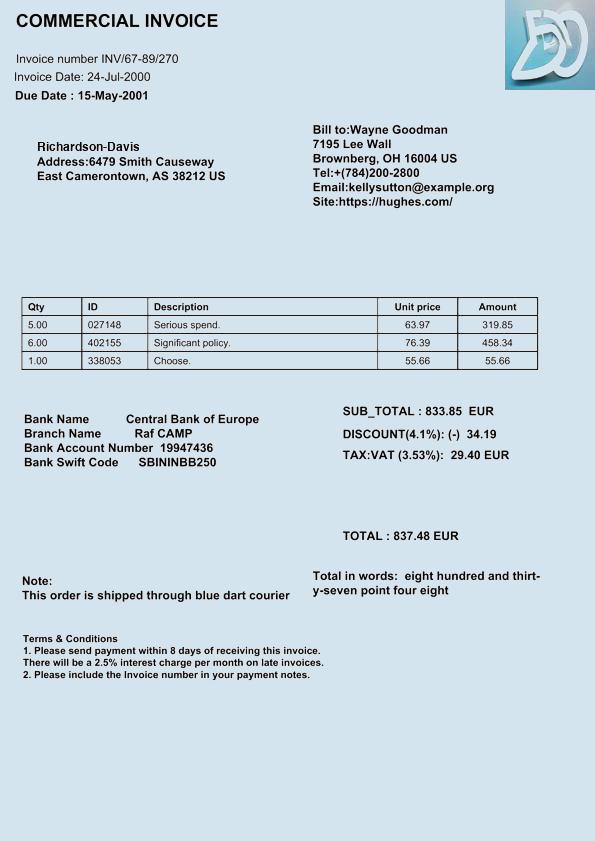 COMMERCIAL INVOICE
Invoice number INV/67-89/270
Invoice Date: 24-Jul-2000
Due Date : 15-May-2001
Richardson-Davis
Address:6479 Smith Causeway
East Camerontown, AS 38212 US
Bill to:Wayne Goodman
7195 Lee Wall
Brownberg, OH 16004 US
Tel:+(784)200-2800
Email:kellysutton@example.org
Site:https://hughes.com/
Qty ID Description Unit price Amount
5.00 027148 Serious spend. 63.97 319.85
6.00 402155 Significant policy. 76.39 458.34
1.00 338053 Choose. 55.66 55.66
Bank Name Central Bank of Europe
Branch Name Raf CAMP
Bank Account Number 19947436
Bank Swift Code SBININBB250
SUB_TOTAL : 833.85 EUR
DISCOUNT(4.1%): (-) 34.19
TAX:VAT (3.53%): 29.40 EUR
TOTAL : 837.48 EUR
Total in words: eight hundred and thirt-
y-seven point four eight
Note:
This order is shipped through blue dart courier
Terms & Conditions
1. Please send payment within 8 days of receiving this invoice.
There will be a 2.5% interest charge per month on late invoices.
2. Please include the Invoice number in your payment notes.